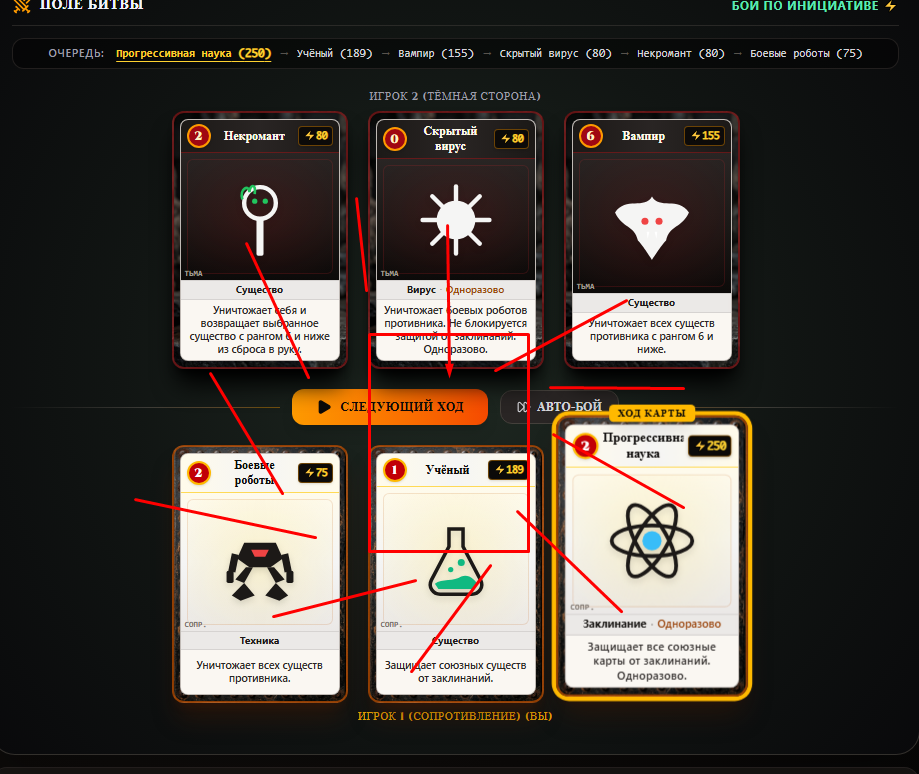 ПОЛЕ БИТВЫ
БОЙ ПО ИНИЦИАТИВЕ
ОЧЕРЕДЬ: Прогрессивная наука (250) → Учёный (189) → Вампир (155) → Скрытый вирус (80) → Некромант (80) → Боевые роботы (75)
ИГРОК 2 (ТЁМНАЯ СТОРОНА)
2 Некромант 80
ТЬМА
Существо
Уничтожает себя и
возвращает выбранное
существо с рангом 6 и ниже
из сброса в руку.
0 Скрытый
вирус 80
ТЬМА
Вирус · Одноразово
Уничтожает боевых роботов
противника. Не блокируется
защитой от заклинаний.
Одноразово.
6 Вампир 155
ТЬМА
Существо
Уничтожает всех существ
противника с рангом 6 и
ниже.
СЛЕДУЮЩИЙ ХОД
АВТО-БОЙ
ХОД КАРТЫ
2 Боевые
роботы 75
СОПР.
Техника
Уничтожает всех существ
противника.
1 Учёный 189
СОПР.
Существо
Защищает союзных существ
от заклинаний.
2 Прогрессивна
наука 250
СОПР.
Заклинание · Одноразово
Защищает все союзные
карты от заклинаний.
Одноразово.
ИГРОК 1 (СОПРОТИВЛЕНИЕ) (ВЫ)